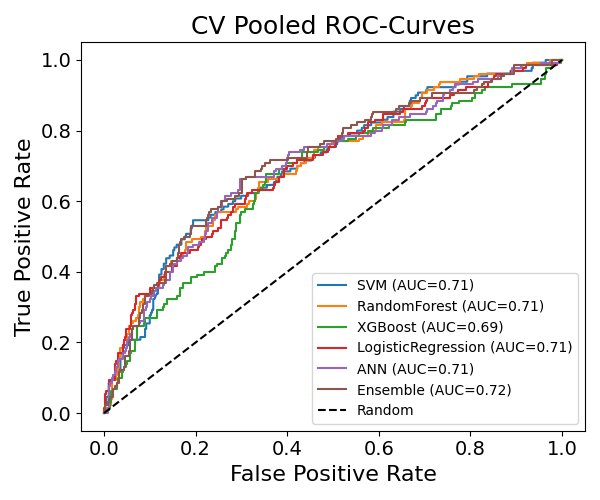 CV Pooled ROC-Curves
True Positive Rate
1.0
0.8
0.6
0.4
0.2
0.0
SVM (AUC=0.71)
RandomForest (AUC=0.71)
XGBoost (AUC=0.69)
LogisticRegression (AUC=0.71)
ANN (AUC=0.71)
Ensemble (AUC=0.72)
Random
0.0 0.2 0.4 0.6 0.8 1.0
False Positive Rate